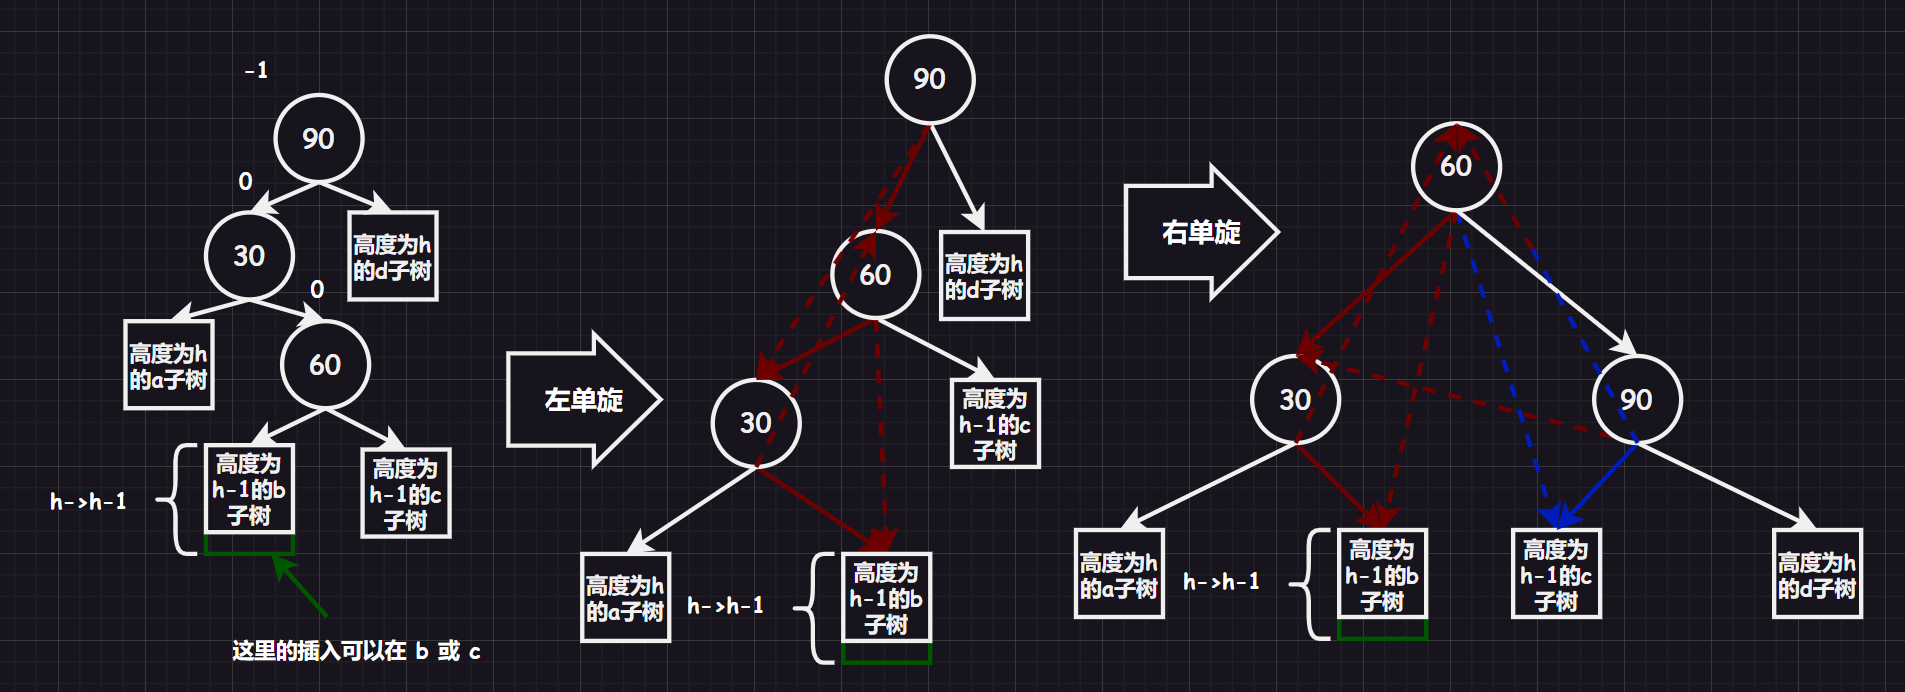 -1
90
0
30
高度为h
的d子树
0
高度为h
的a子树
60
高度为
h-1的b
子树
高度为
h-1的c
子树
h->h-1
这里的插入可以在 b 或 c
左单旋
90
60
高度为h
的d子树
30
高度为
h-1的c
子树
高度为h
的a子树
h->h-1
高度为
h-1的b
子树
右单旋
60
30
90
高度为h
的a子树
h->h-1
高度为
h-1的b
子树
高度为
h-1的c
子树
高度为h
的d子树